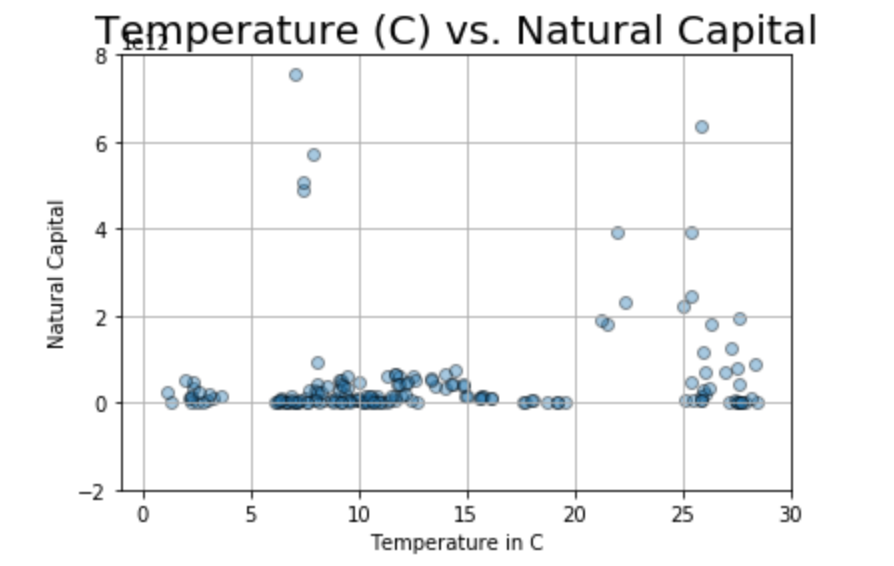 Temperature (C) vs. Natural Capital
1e12
8
6
4
2
0
−2
Natural Capital
0 5 10 15 20 25 30
Temperature in C